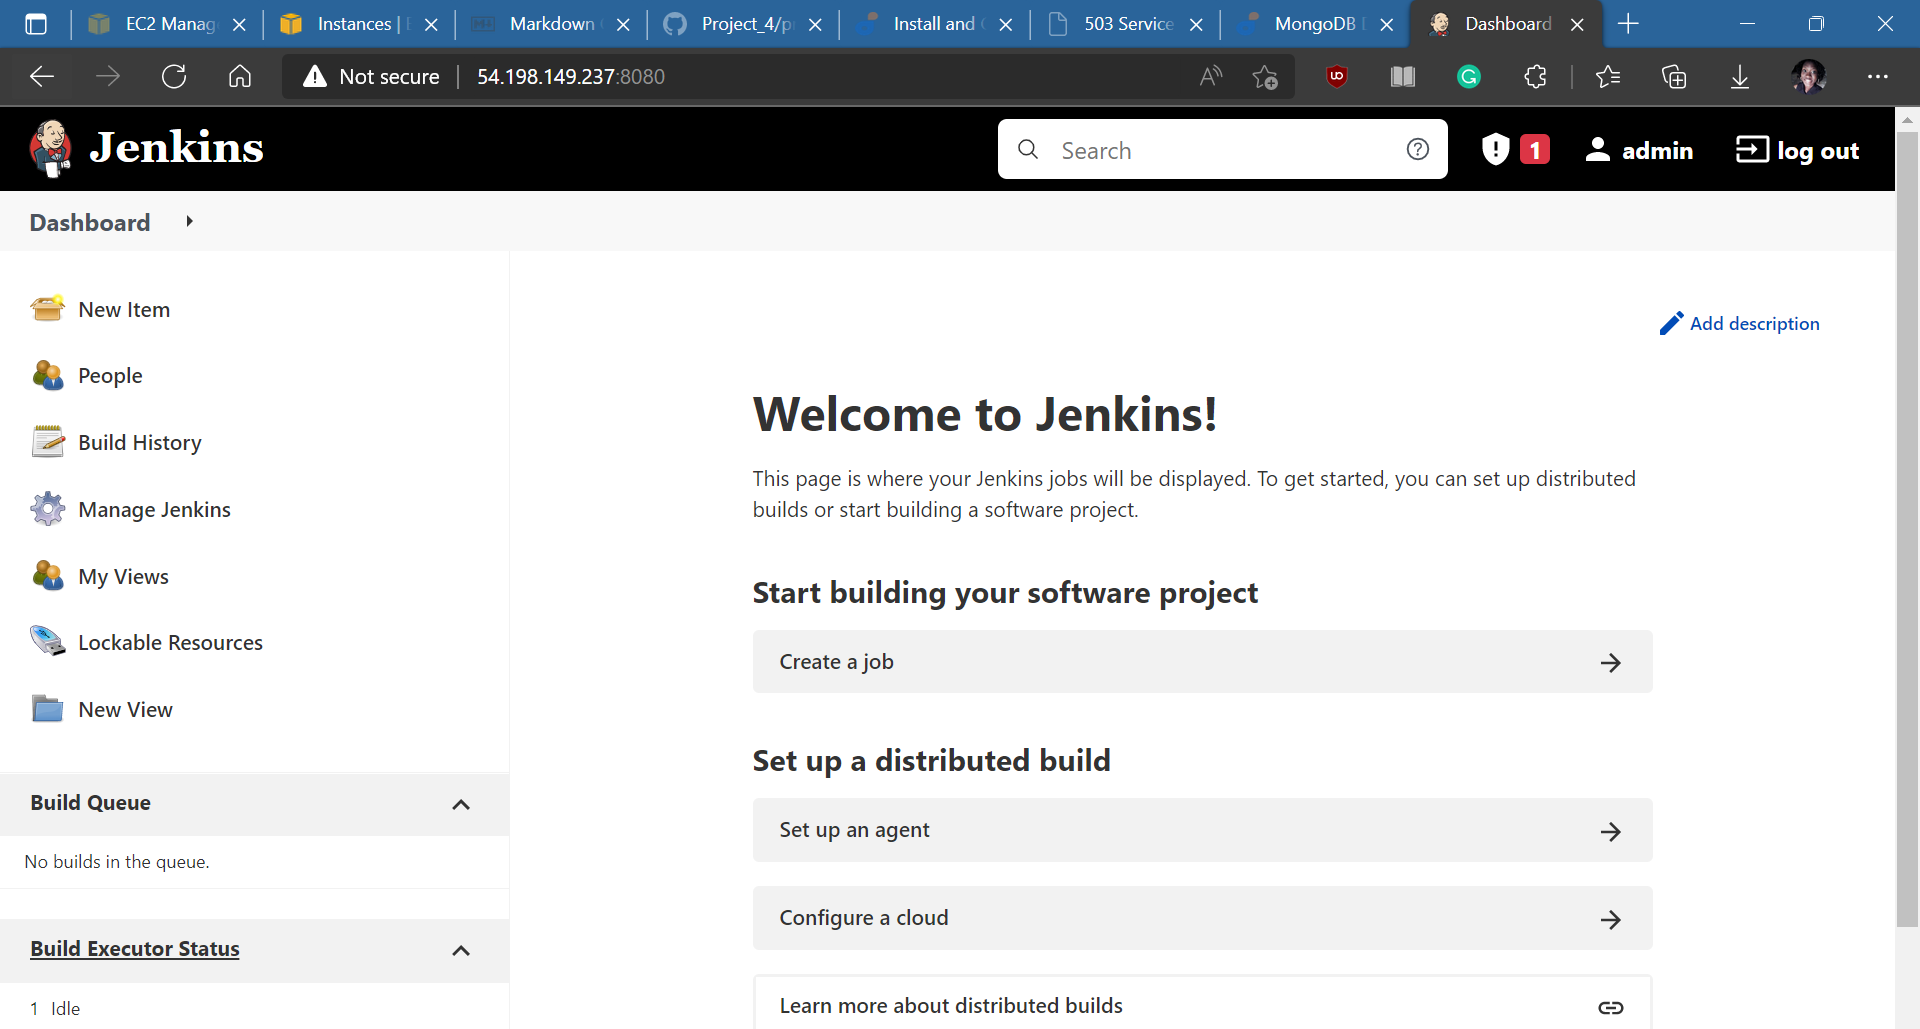 EC2 Manag
Instances |
Markdown
Project_4/p
Install and
503 Service
MongoDB
Dashboard
Not secure
54.198.149.237:8080
Jenkins
Search
1
admin
log out
Dashboard
New Item
People
Build History
Manage Jenkins
My Views
Lockable Resources
New View
Build Queue
No builds in the queue.
Build Executor Status
1 Idle
Add description
Welcome to Jenkins!
This page is where your Jenkins jobs will be displayed. To get started, you can set up distributed
builds or start building a software project.
Start building your software project
Create a job
Set up a distributed build
Set up an agent
Configure a cloud
Learn more about distributed builds